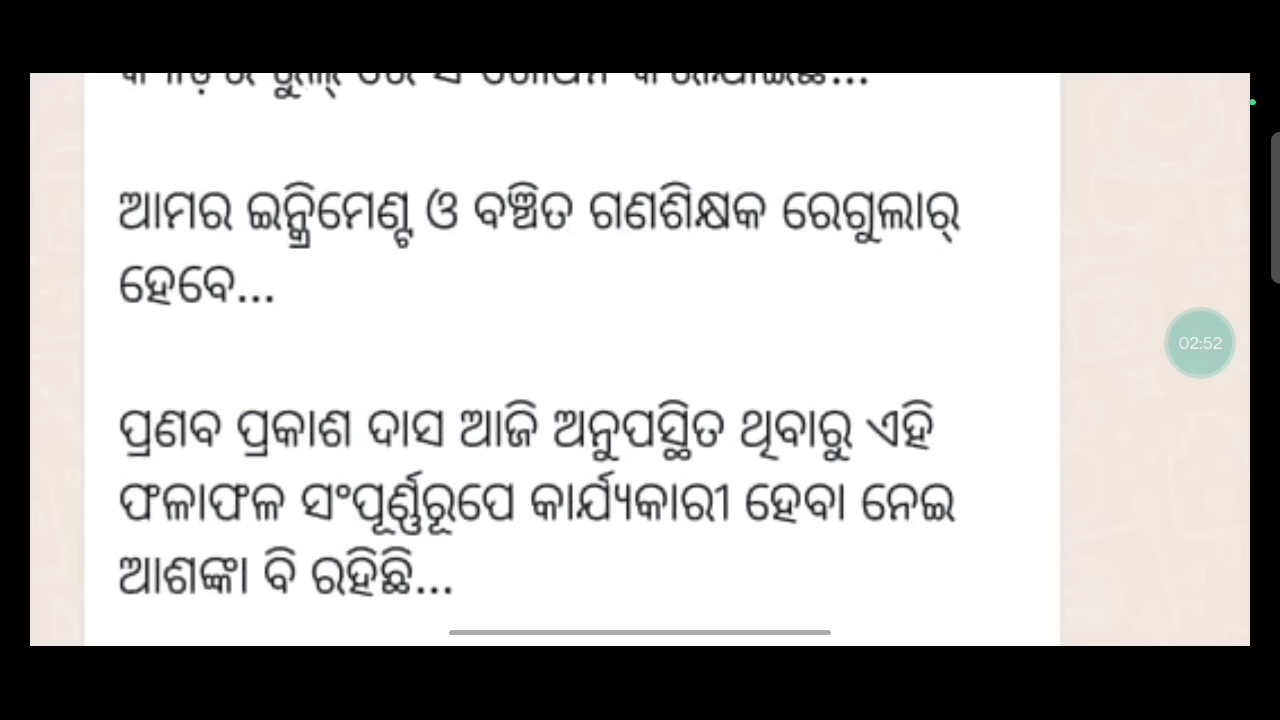 ଆମର ଇନ୍କ୍ରିମେଣ୍ଟ ଓ ବଞ୍ଚିତ ଗଣଶିକ୍ଷକ ରେଗୁଲାର୍
ହେବେ...
ପ୍ରଣବ ପ୍ରକାଶ ଦାସ ଆଜି ଅନୁପସ୍ଥିତ ଥିବାରୁ ଏହି
ଫଳାଫଳ ସଂପୂର୍ଣ୍ଣରୂପେ କାର୍ଯ୍ୟକାରୀ ହେବା ନେଇ
ଆଶଙ୍କା ବି ରହିଛି...
02:52